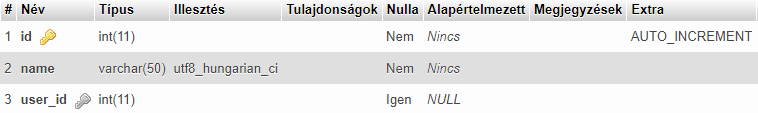 # Név Típus Illesztés Tulajdonságok Nulla Alapértelmezett Megjegyzések Extra
1 id int(11) Nem Nincs AUTO_INCREMENT
2 name varchar(50) utf8_hungarian_ci Nem Nincs
3 user_id int(11) Igen NULL